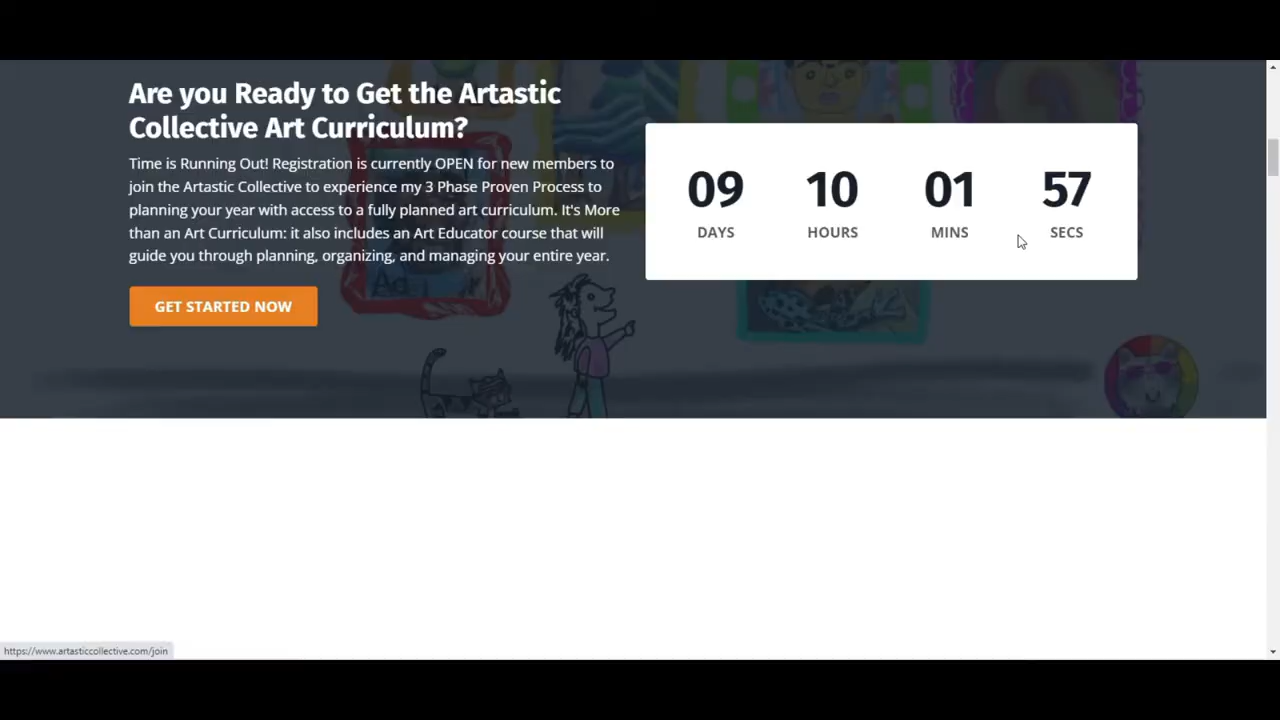 Are you Ready to Get the Artastic
Collective Art Curriculum?
Time is Running Out! Registration is currently OPEN for new members to
join the Artastic Collective to experience my 3 Phase Proven Process to
planning your year with access to a fully planned art curriculum. It's More
than an Art Curriculum: it also includes an Art Educator course that will
guide you through planning, organizing, and managing your entire year.
GET STARTED NOW
09 10 01 57
DAYS HOURS MINS SECS
https://www.artasticcollective.com/join